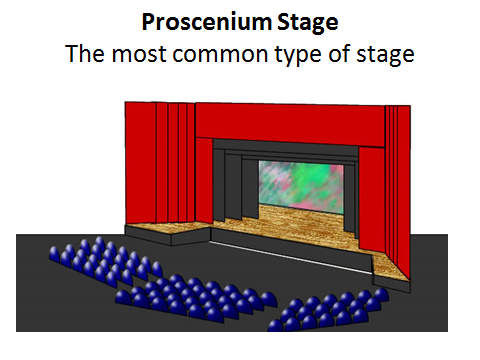 Proscenium Stage
The most common type of stage